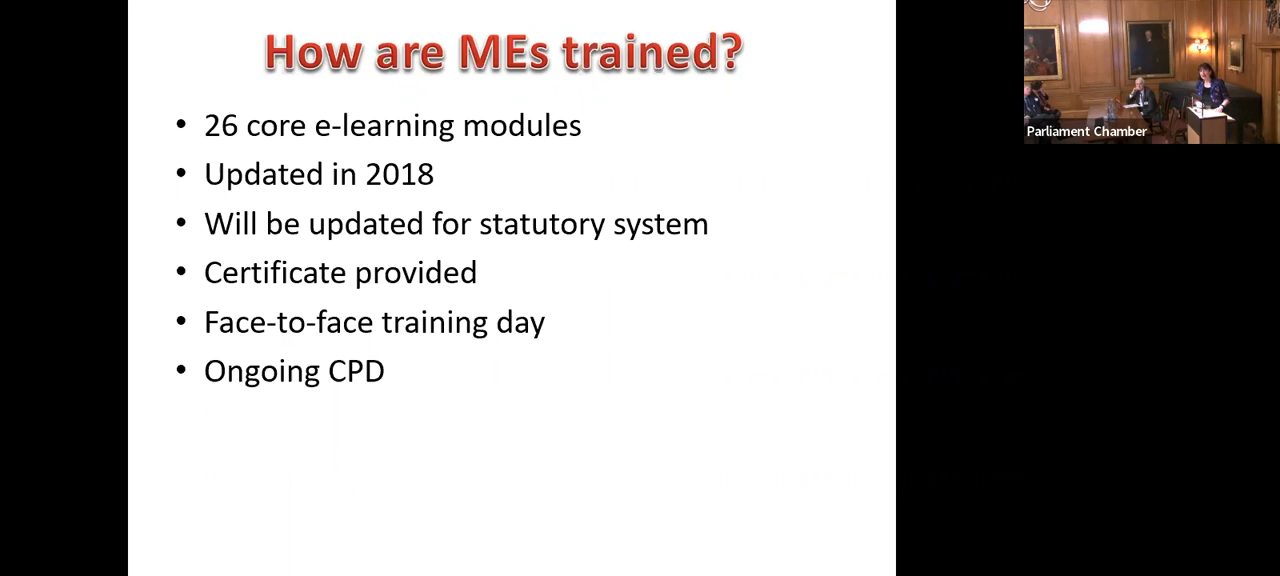 How are MEs trained?
• 26 core e-learning modules
• Updated in 2018
• Will be updated for statutory system
• Certificate provided
• Face-to-face training day
• Ongoing CPD
Parliament Chamber